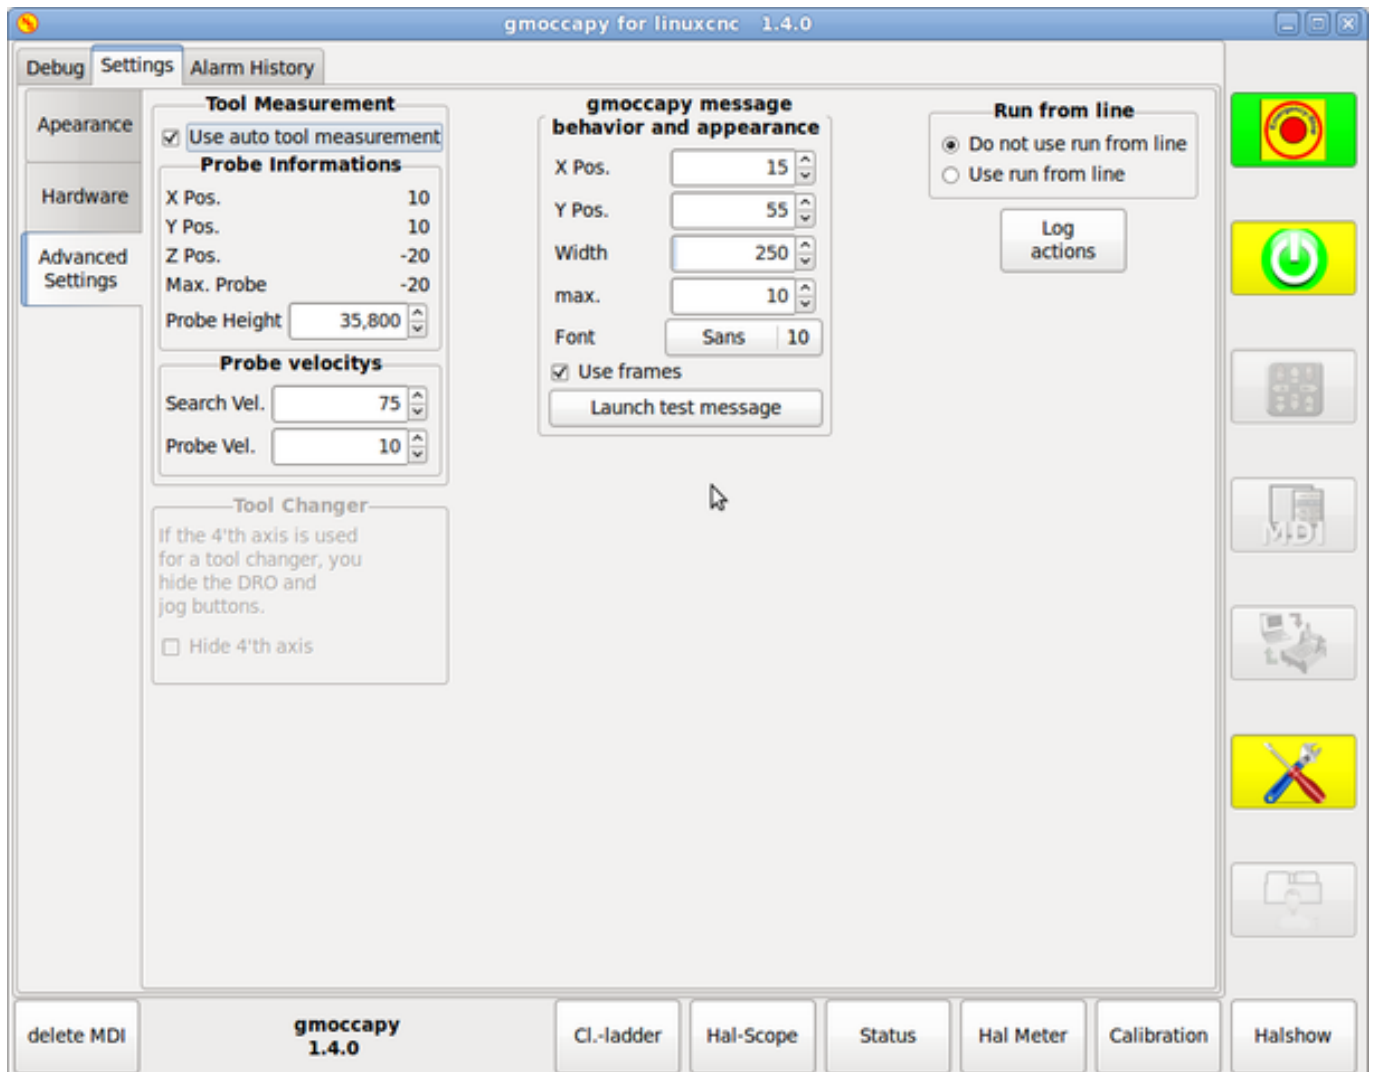 gmoccapy for linuxcnc 1.4.0
Debug
Settings
Alarm History
Apearance
Hardware
Advanced
Settings
Tool Measurement
Use auto tool measurement
Probe Informations
X Pos. 10
Y Pos. 10
Z Pos. -20
Max. Probe -20
Probe Height 35,800
Probe velocitys
Search Vel. 75
Probe Vel. 10
Tool Changer
If the 4'th axis is used
for a tool changer, you
hide the DRO and
jog buttons.
Hide 4'th axis
gmoccapy message
behavior and appearance
X Pos. 15
Y Pos. 55
Width 250
max. 10
Font Sans 10
Use frames
Launch test message
Run from line
Do not use run from line
Use run from line
Log
actions
MDI
delete MDI
gmoccapy
1.4.0
Cl.-ladder
Hal-Scope
Status
Hal Meter
Calibration
Halshow